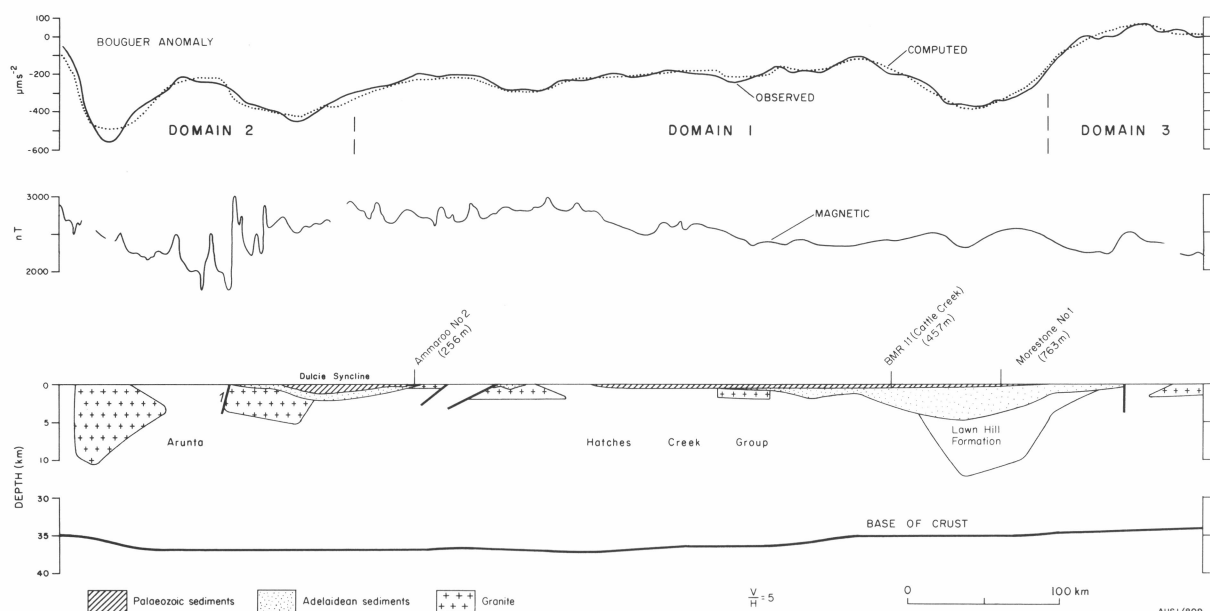 100
0
-200
-400
-600
μms⁻²
BOUGUER ANOMALY
COMPUTED
OBSERVED
DOMAIN 2
DOMAIN 1
DOMAIN 3
3000
2000
nT
MAGNETIC
Ammaroo No 2
(256m)
BMR 11 (Cattle Creek)
(457m)
Morestone No 1
(763m)
Dulcie Syncline
0
5
10
30
35
40
DEPTH (km)
Arunta
Hatches Creek Group
Lawn Hill
Formation
BASE OF CRUST
Palaeozoic sediments
Adelaidean sediments
Granite
V/H = 5
0 100 km